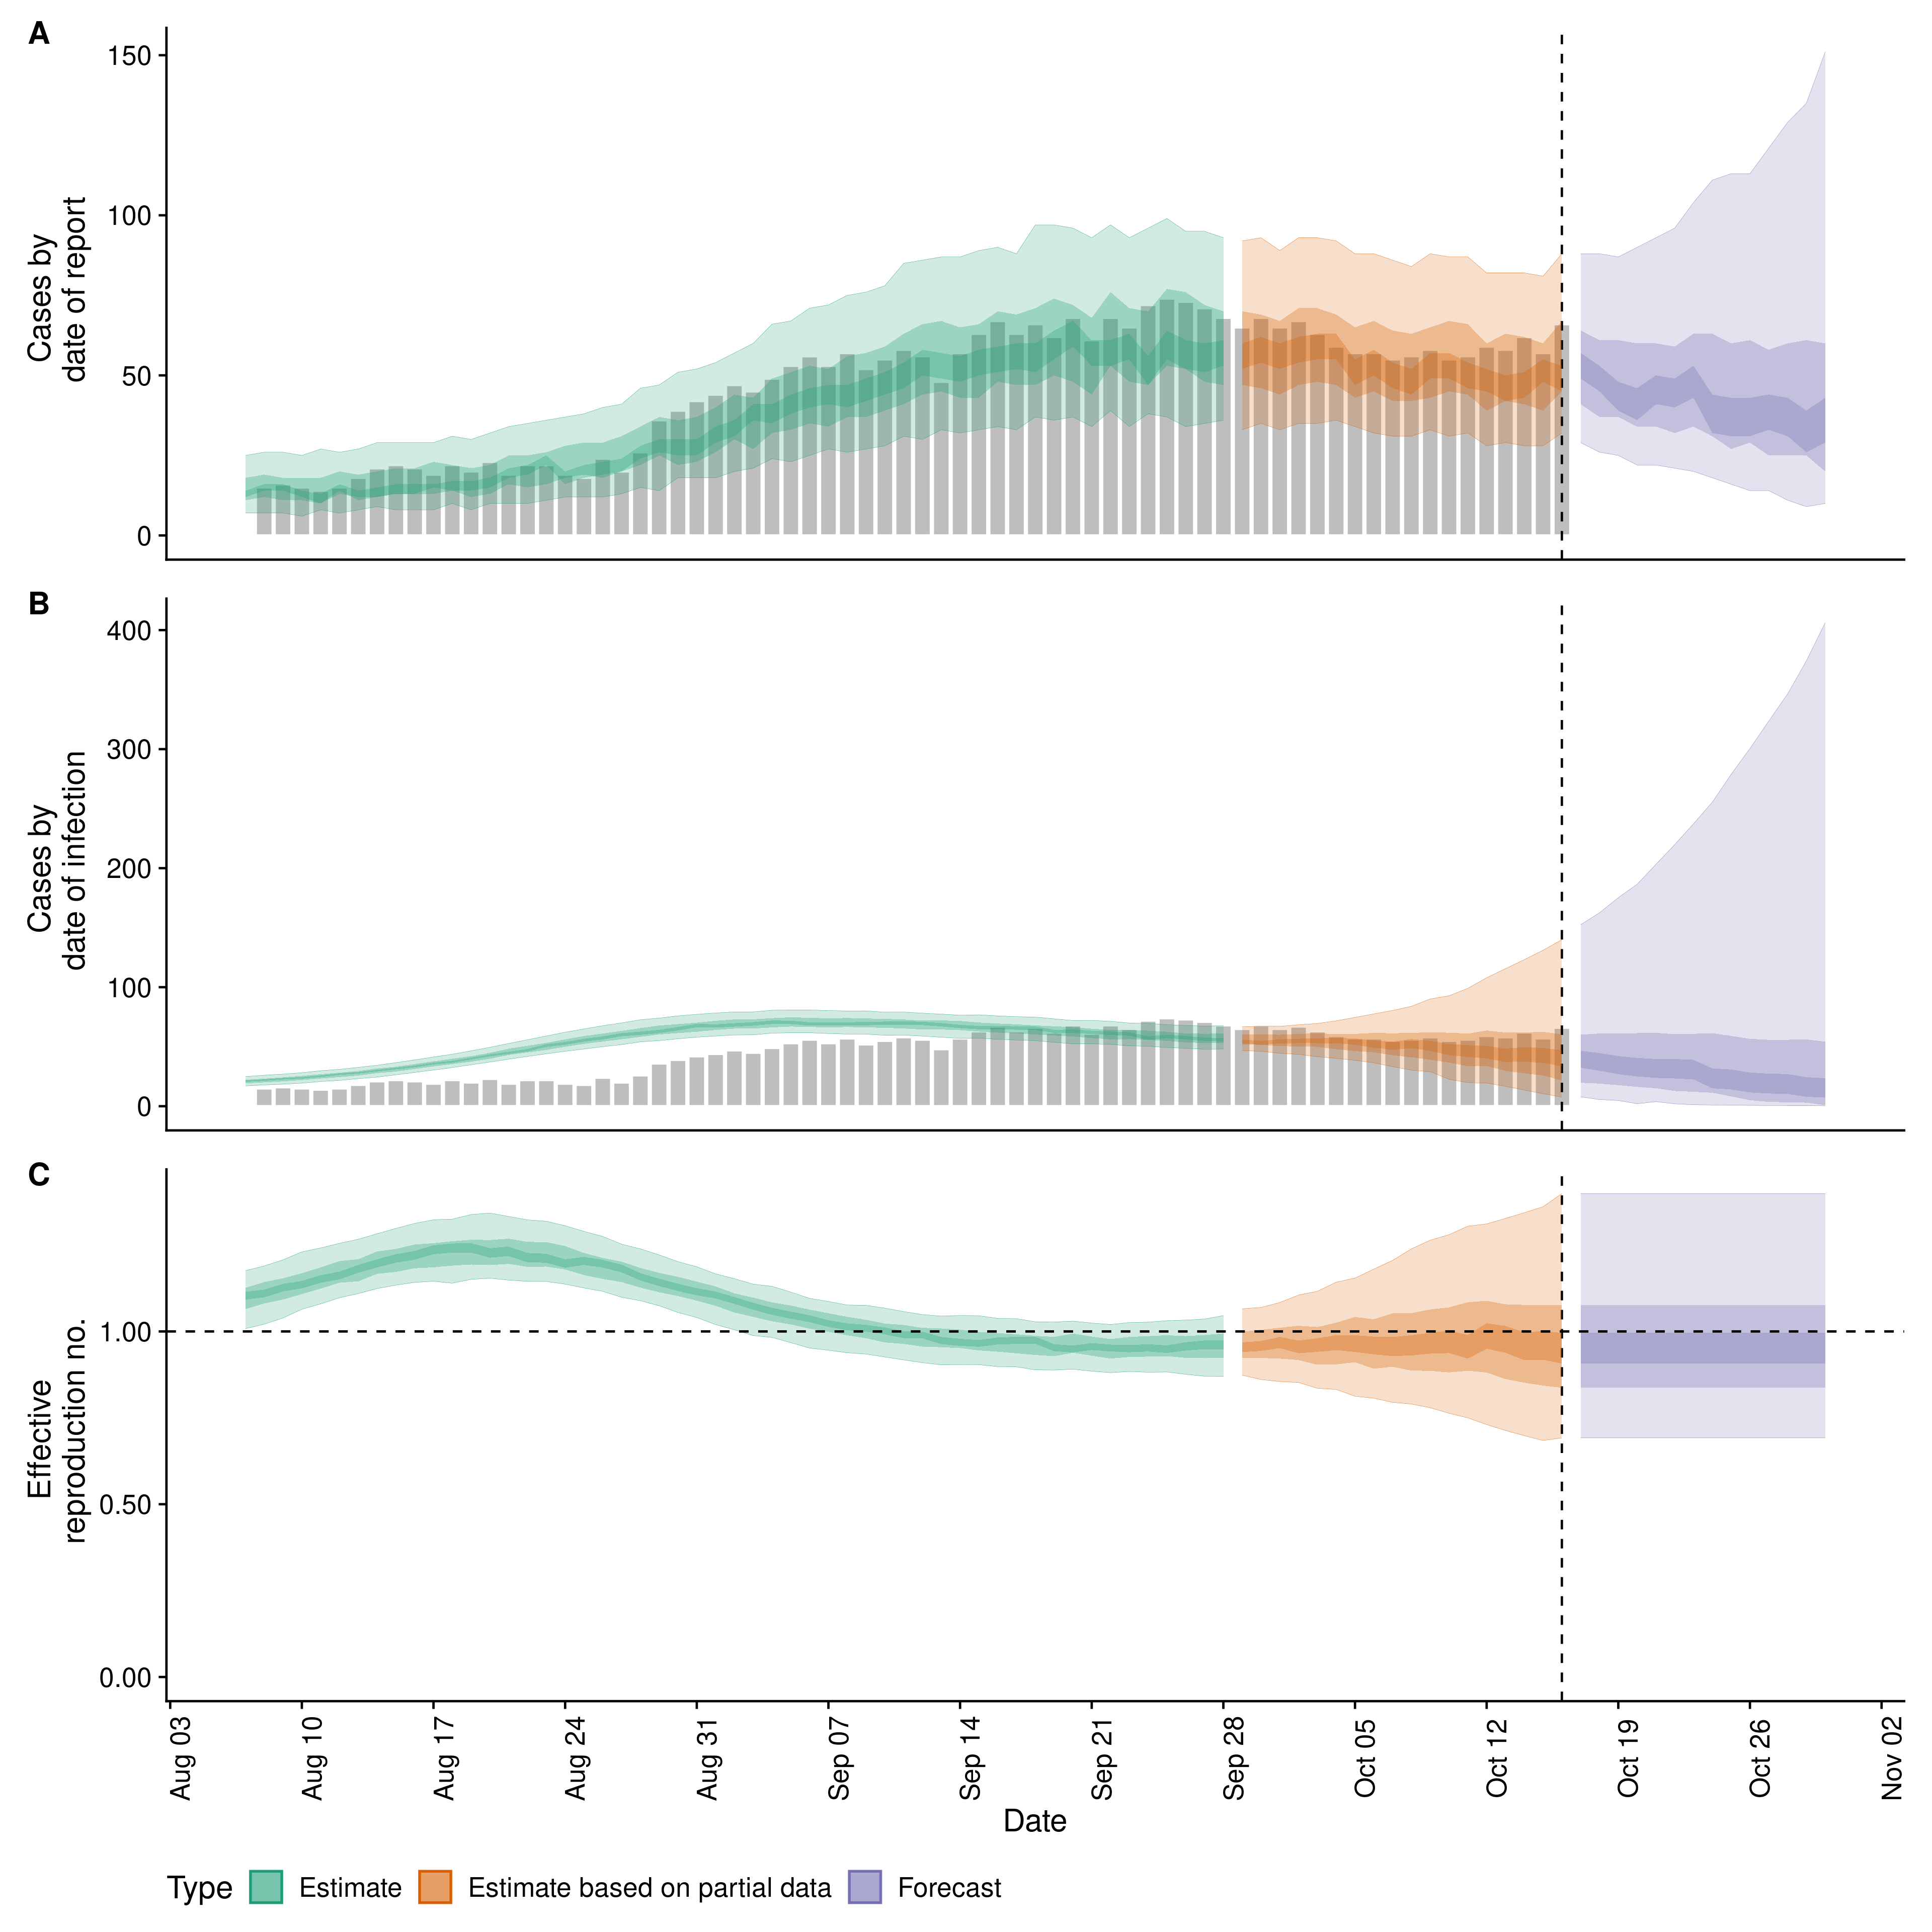 A
150
100
50
0
Cases by
date of report
B
400
300
200
100
0
Cases by
date of infection
C
1.00
0.50
0.00
Effective
reproduction no.
Aug 03
Aug 10
Aug 17
Aug 24
Aug 31
Sep 07
Sep 14
Sep 21
Sep 28
Oct 05
Oct 12
Oct 19
Oct 26
Nov 02
Date
Type Estimate Estimate based on partial data Forecast